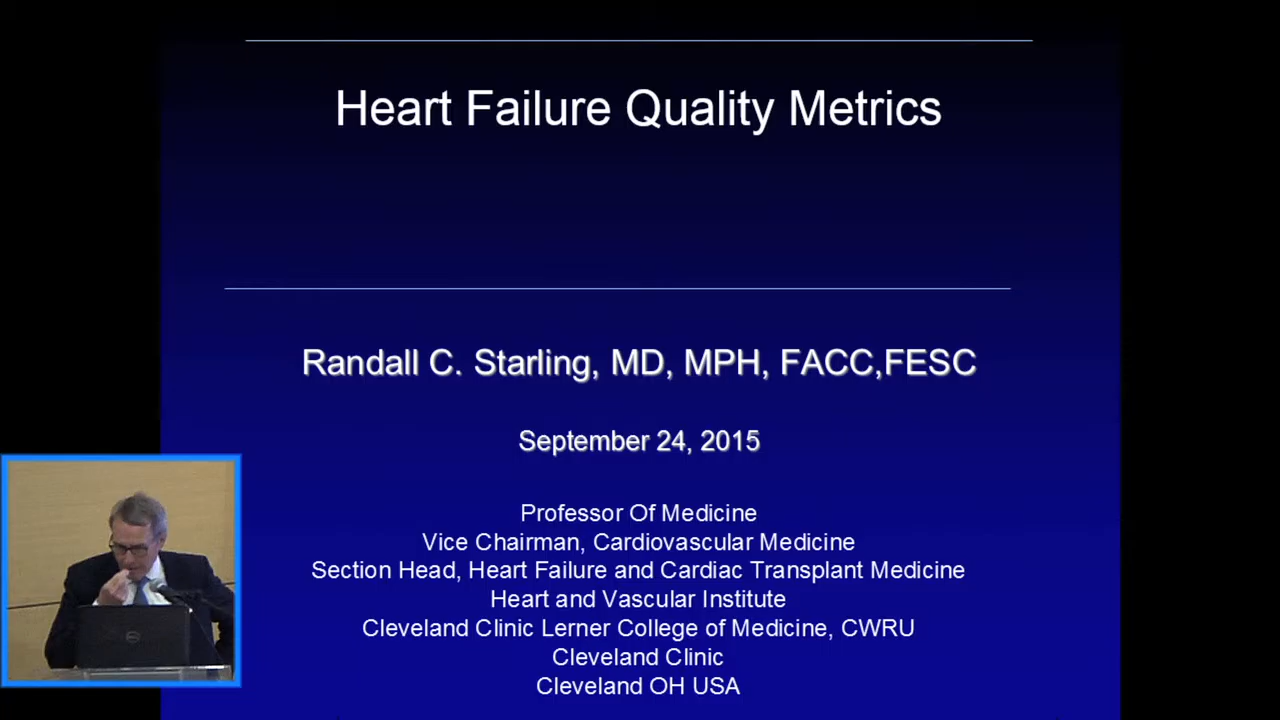 Heart Failure Quality Metrics
Randall C. Starling, MD, MPH, FACC,FESC
September 24, 2015
Professor Of Medicine
Vice Chairman, Cardiovascular Medicine
Section Head, Heart Failure and Cardiac Transplant Medicine
Heart and Vascular Institute
Cleveland Clinic Lerner College of Medicine, CWRU
Cleveland Clinic
Cleveland OH USA